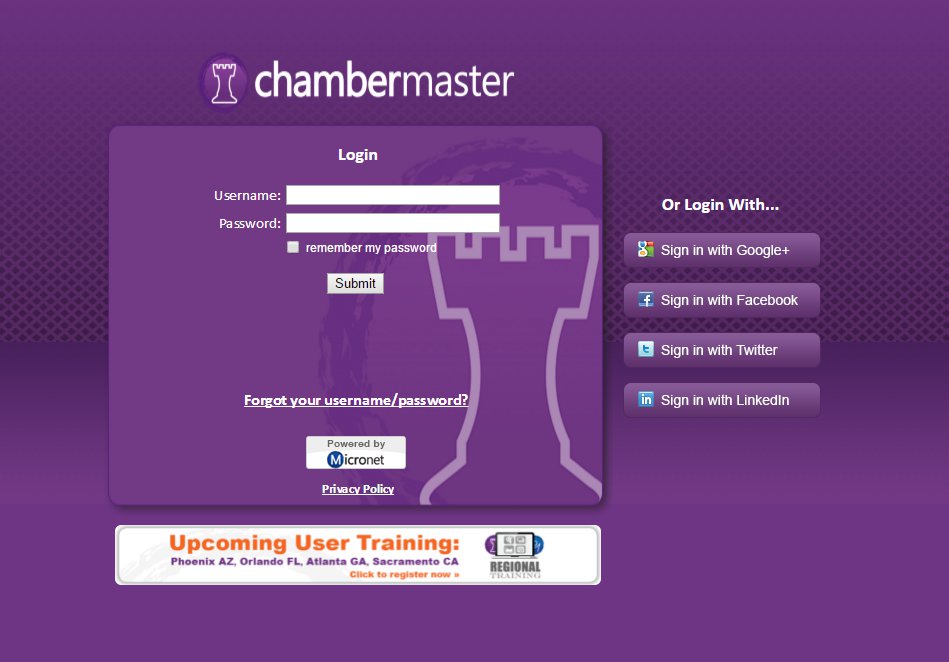 chambermaster
Login
Username:
Password:
remember my password
Submit
Forgot your username/password?
Powered by
Micronet
Privacy Policy
Or Login With...
Sign in with Google+
Sign in with Facebook
Sign in with Twitter
Sign in with LinkedIn
Upcoming User Training:
Phoenix AZ, Orlando FL, Atlanta GA, Sacramento CA
Click to register now »
REGIONAL
TRAINING